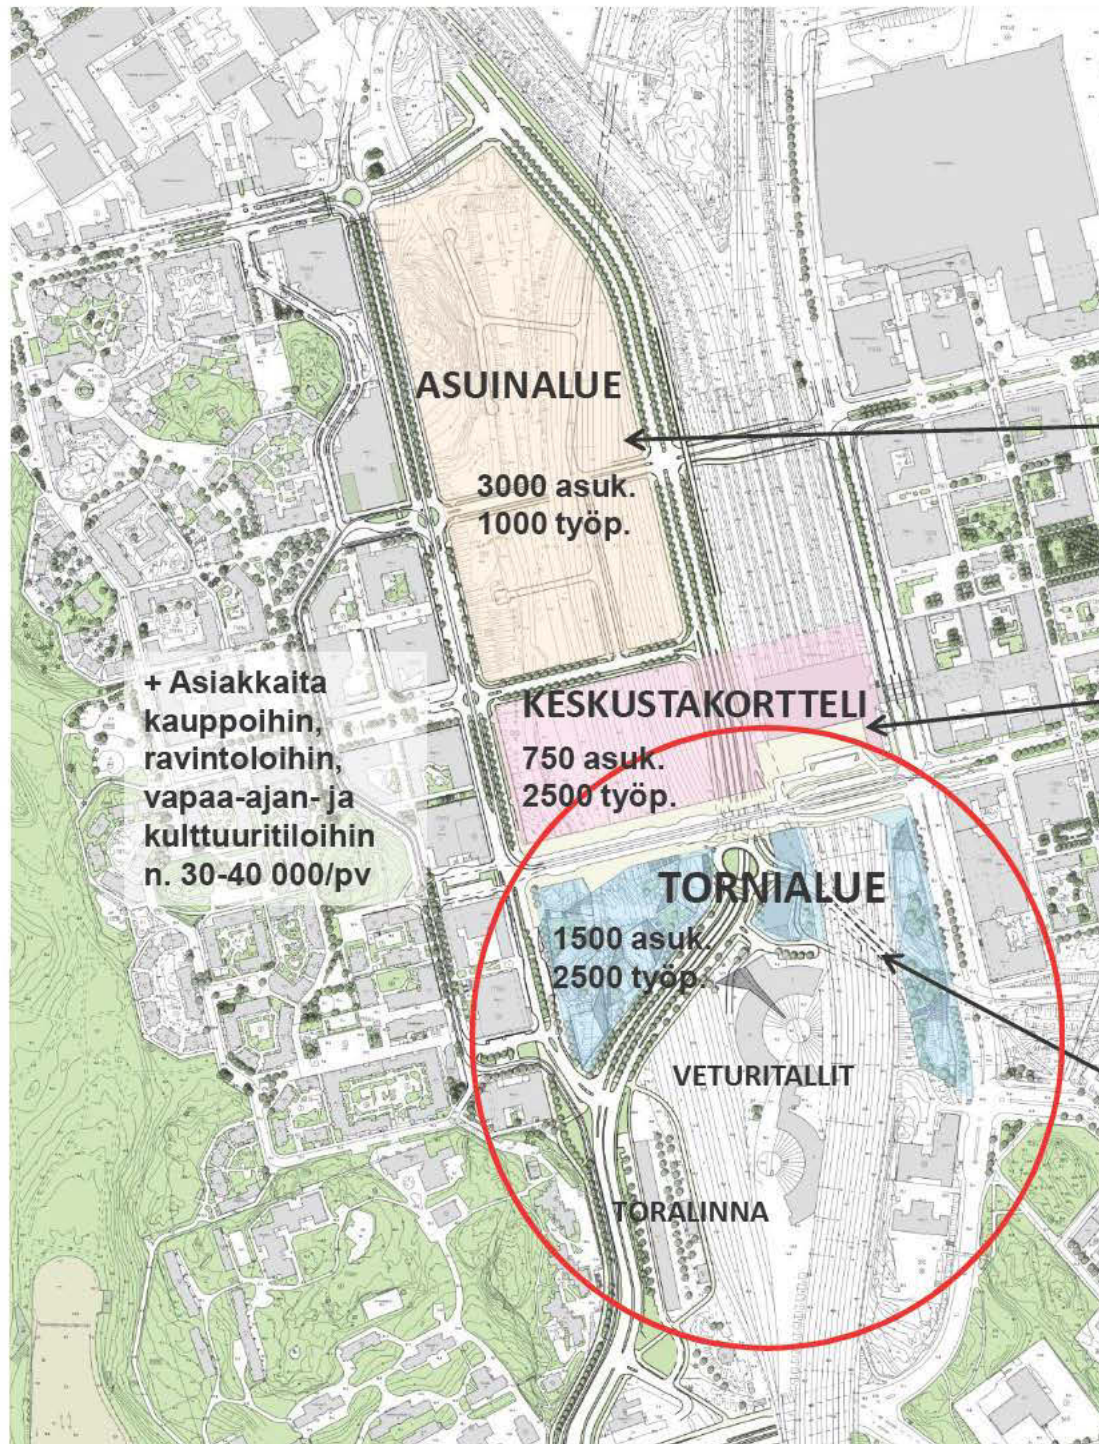 ASUINALUE
3000 asuk.
1000 työp.
+ Asiakkaita
kauppoihin,
ravintoloihin,
vapaa-ajan- ja
kulttuuritiloihin
n. 30-40 000/pv
KESKUSTAKORTTELI
750 asuk.
2500 työp.
TORNIALUE
1500 asuk.
2500 työp.
VETURITALLIT
TORALINNA